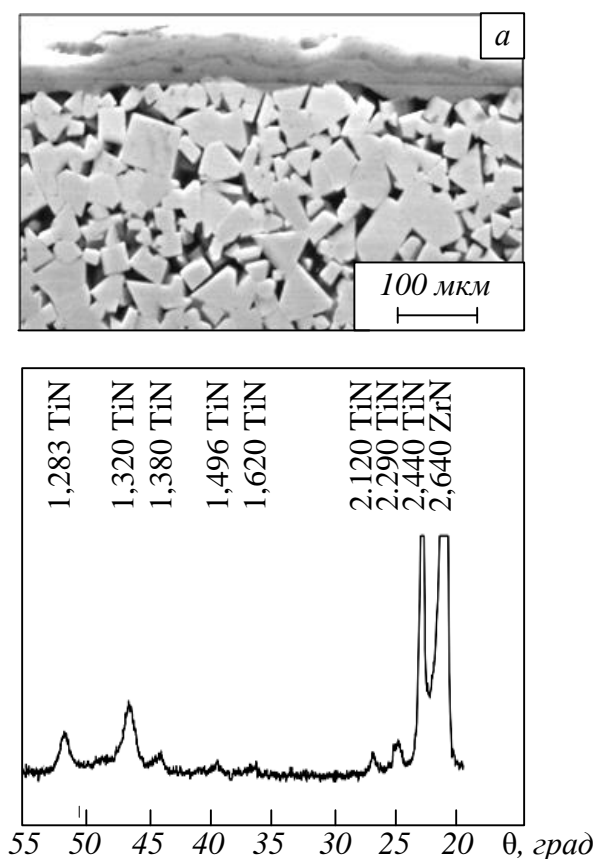 а
100 мкм
1,283 TiN
1,320 TiN
1,380 TiN
1,496 TiN
1,620 TiN
2.120 TiN
2.290 TiN
2,440 TiN
2,640 ZrN
55 50 45 40 35 30 25 20 θ, град